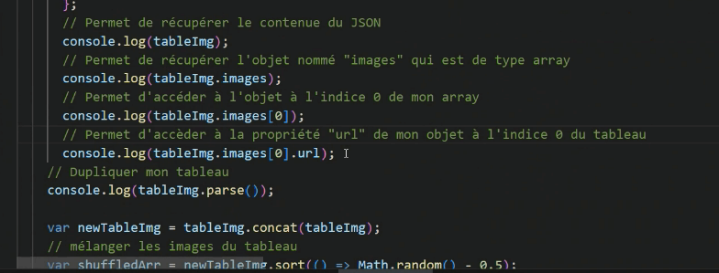 };
// Permet de récupérer le contenue du JSON
console.log(tableImg);
// Permet de récupérer l'objet nommé "images" qui est de type array
console.log(tableImg.images);
// Permet d'accéder à l'objet à l'indice 0 de mon array
console.log(tableImg.images[0]);
// Permet d'accèder à la propriété "url" de mon objet à l'indice 0 du tableau
console.log(tableImg.images[0].url);
// Dupliquer mon tableau
console.log(tableImg.parse());
var newTableImg = tableImg.concat(tableImg);
// mélanger les images du tableau
var shuffledArr = newTableImg.sort(() => Math.random() - 0.5);